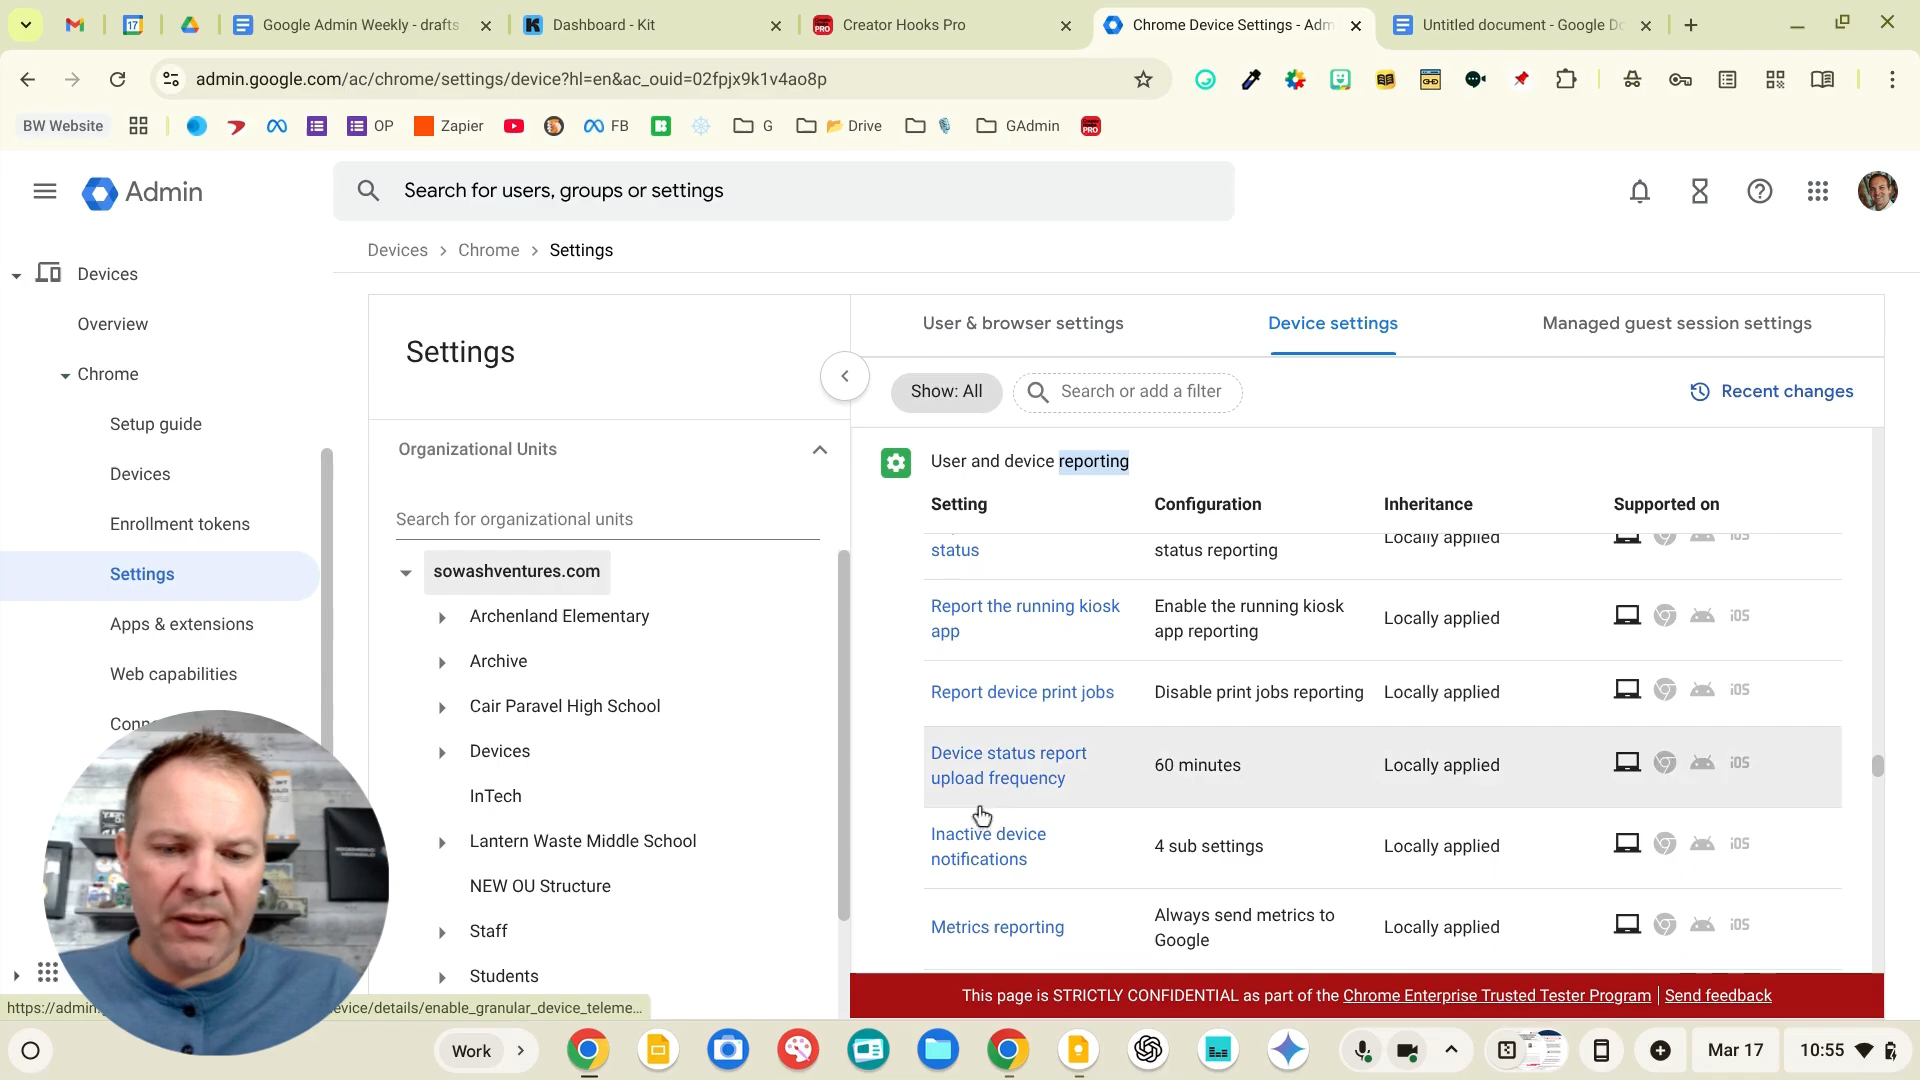 Google Admin Weekly - drafts
Dashboard - Kit
Creator Hooks Pro
Chrome Device Settings - Adm
Untitled document - Google Do
admin.google.com/ac/chrome/settings/device?hl=en&ac_ouid=02fpjx9k1v4ao8p
BW Website
OP
Zapier
FB
G
Drive
GAdmin
Admin
Search for users, groups or settings
Devices
Overview
Chrome
Setup guide
Devices
Enrollment tokens
Settings
Apps & extensions
Web capabilities
Devices > Chrome > Settings
Settings
Organizational Units
Search for organizational units
sowashventures.com
Archenland Elementary
Archive
Cair Paravel High School
Devices
InTech
Lantern Waste Middle School
NEW OU Structure
Staff
Students
User & browser settings
Device settings
Managed guest session settings
Show: All
Search or add a filter
Recent changes
User and device reporting
Setting Configuration Inheritance Supported on
status
status reporting
Locally applied
iOS
Report the running kiosk
app
Enable the running kiosk
app reporting
Locally applied
iOS
Report device print jobs
Disable print jobs reporting
Locally applied
iOS
Device status report
upload frequency
60 minutes
Locally applied
iOS
Inactive device
notifications
4 sub settings
Locally applied
iOS
Metrics reporting
Always send metrics to
Google
Locally applied
iOS
This page is STRICTLY CONFIDENTIAL as part of the Chrome Enterprise Trusted Tester Program | Send feedback
evice/details/enable_granular_device_teleme...
Work
Mar 17
10:55